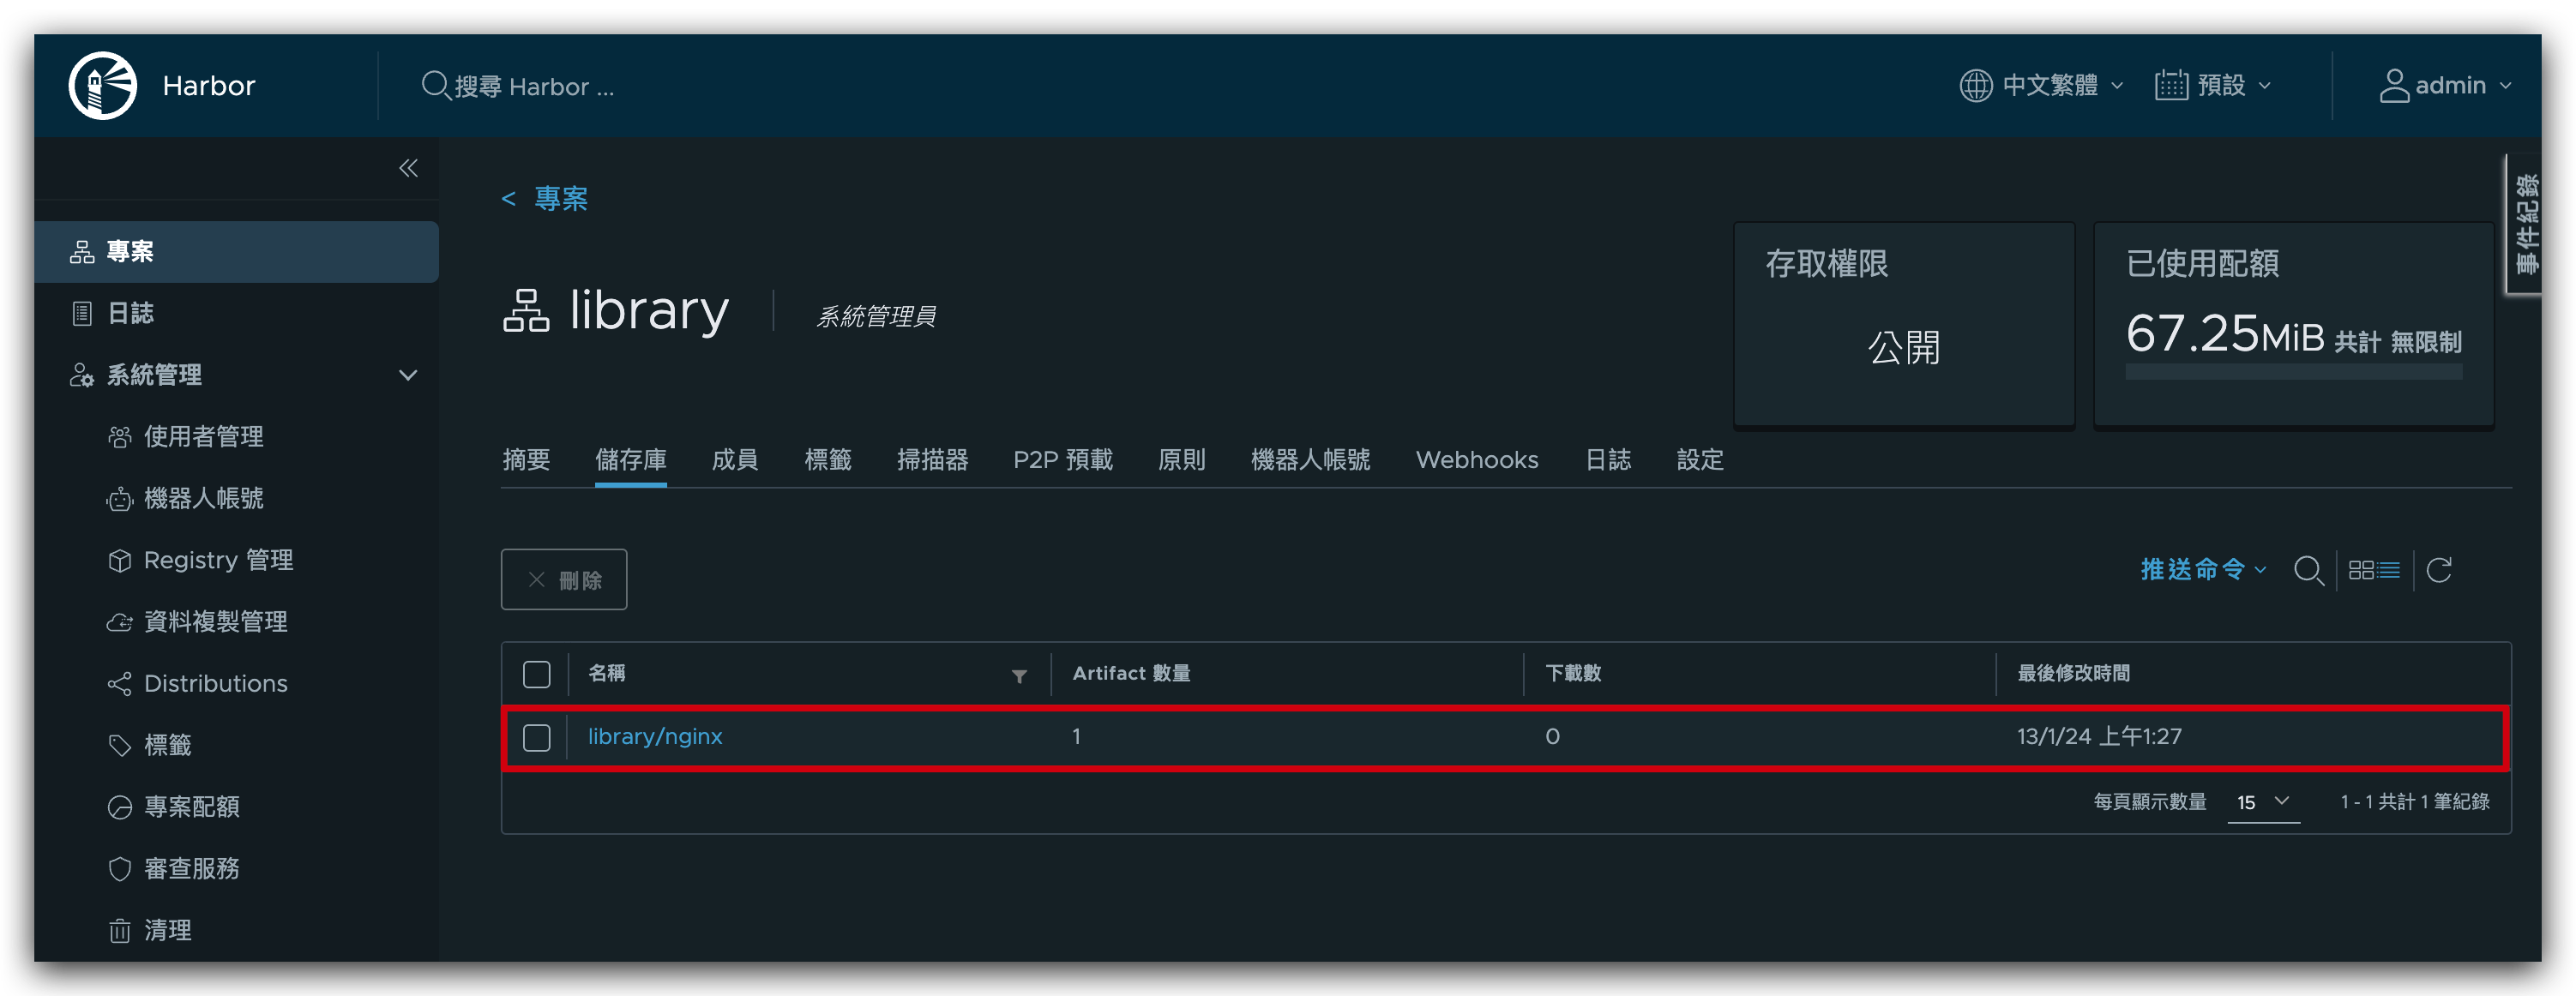 Harbor
搜尋 Harbor ...
中文繁體
預設
admin
專案
日誌
系統管理
使用者管理
機器人帳號
Registry 管理
資料複製管理
Distributions
標籤
專案配額
審查服務
清理
< 專案
library
系統管理員
存取權限
公開
已使用配額
67.25MiB 共計 無限制
事件紀錄
摘要 儲存庫 成員 標籤 掃描器 P2P 預載 原則 機器人帳號 Webhooks 日誌 設定
刪除
推送命令
名稱 Artifact 數量 下載數 最後修改時間
library/nginx 1 0 13/1/24 上午1:27
每頁顯示數量 15 1 - 1 共計 1 筆紀錄